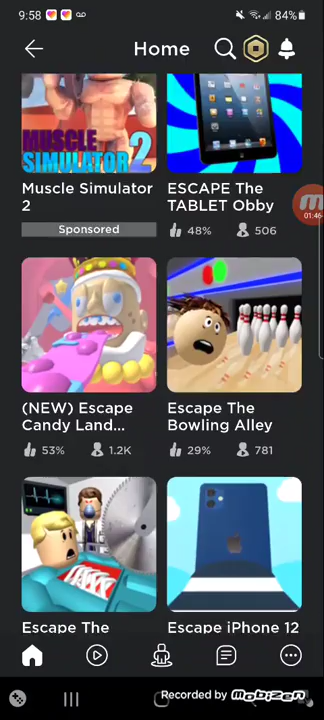 9:58
84%
Home
MUSCLE
SIMULATOR
2
Muscle Simulator
2
Sponsored
ESCAPE The
TABLET Obby
48% 506
1:46
(NEW) Escape
Candy Land...
53% 1.2K
Escape The
Bowling Alley
29% 781
Escape The
Escape iPhone 12
Recorded by mobizen